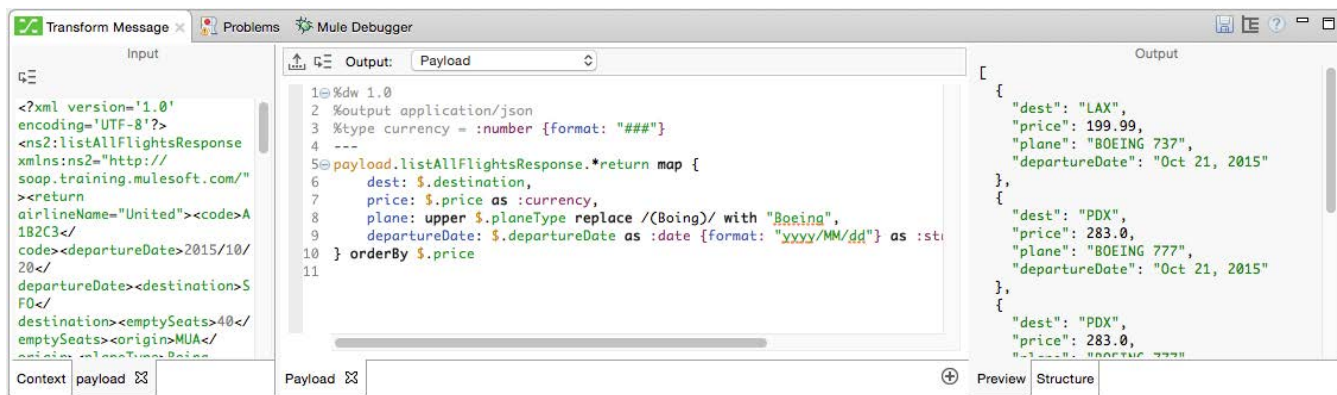 Transform Message Problems Mule Debugger
Input
<?xml version='1.0'
encoding='UTF-8'?>
<ns2:listAllFlightsResponse
xmlns:ns2="http://
soap.training.mulesoft.com/"
><return
airlineName="United"><code>A
1B2C3</
code><departureDate>2015/10/
20</
departureDate><destination>S
FO</
destination><emptySeats>40</
emptySeats><origin>MUA</
origin><planeType>Boing
Context payload
Output: Payload
1 %dw 1.0
2 %output application/json
3 %type currency = :number {format: "###"}
4 ---
5 payload.listAllFlightsResponse.*return map {
6 dest: $.destination,
7 price: $.price as :currency,
8 plane: upper $.planeType replace /(Boing)/ with "Boeing",
9 departureDate: $.departureDate as :date {format: "yyyy/MM/dd"} as :st
10 } orderBy $.price
11
Payload
Output
[
{
"dest": "LAX",
"price": 199.99,
"plane": "BOEING 737",
"departureDate": "Oct 21, 2015"
},
{
"dest": "PDX",
"price": 283.0,
"plane": "BOEING 777",
"departureDate": "Oct 21, 2015"
},
{
"dest": "PDX",
"price": 283.0,
"plane": "BOEING 777",
Preview Structure